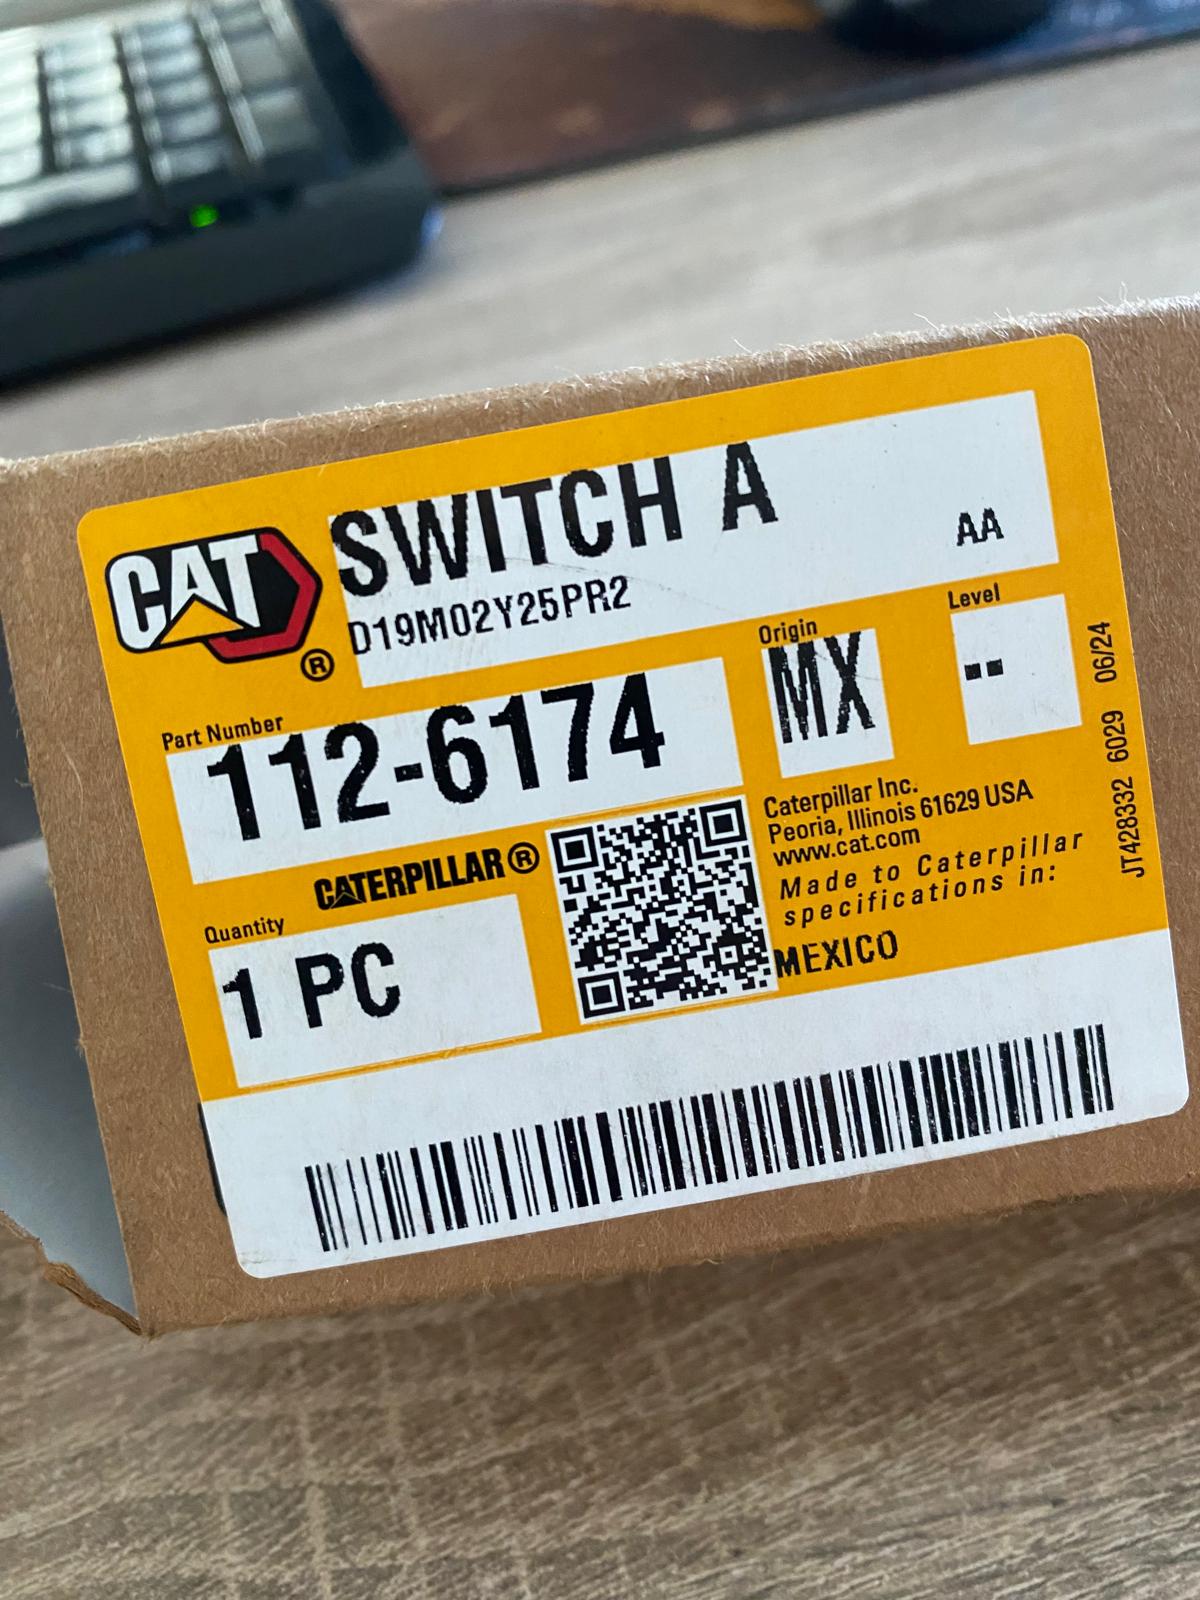 CAT
®
SWITCH A
AA
D19M02Y25PR2
Part Number
112-6174
Origin
MX
Level
--
CATERPILLAR®
Quantity
1 PC
Caterpillar Inc.
Peoria, Illinois 61629 USA
www.cat.com
Made to Caterpillar
specifications in:
MEXICO
JT428332 6029 06/24